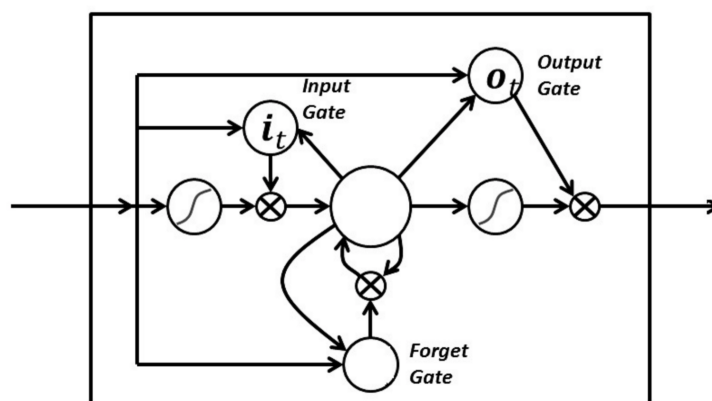 Output
Gate
o_t
Input
Gate
i_t
Forget
Gate